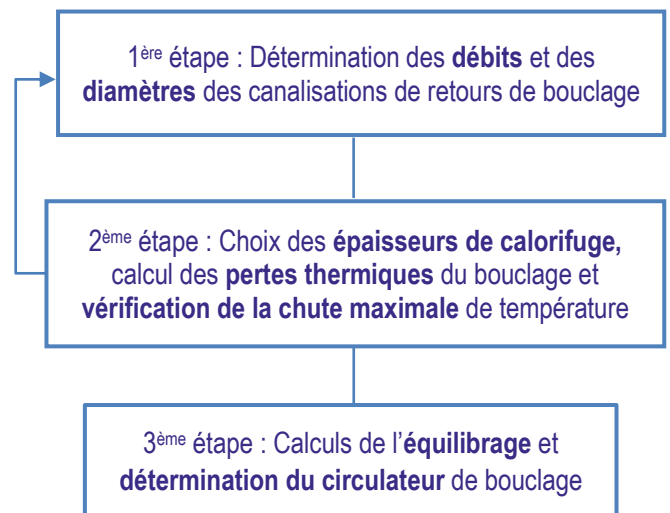 1ère étape : Détermination des débits et des
diamètres des canalisations de retours de bouclage
2ème étape : Choix des épaisseurs de calorifuge,
calcul des pertes thermiques du bouclage et
vérification de la chute maximale de température
3ème étape : Calculs de l’équilibrage et
détermination du circulateur de bouclage